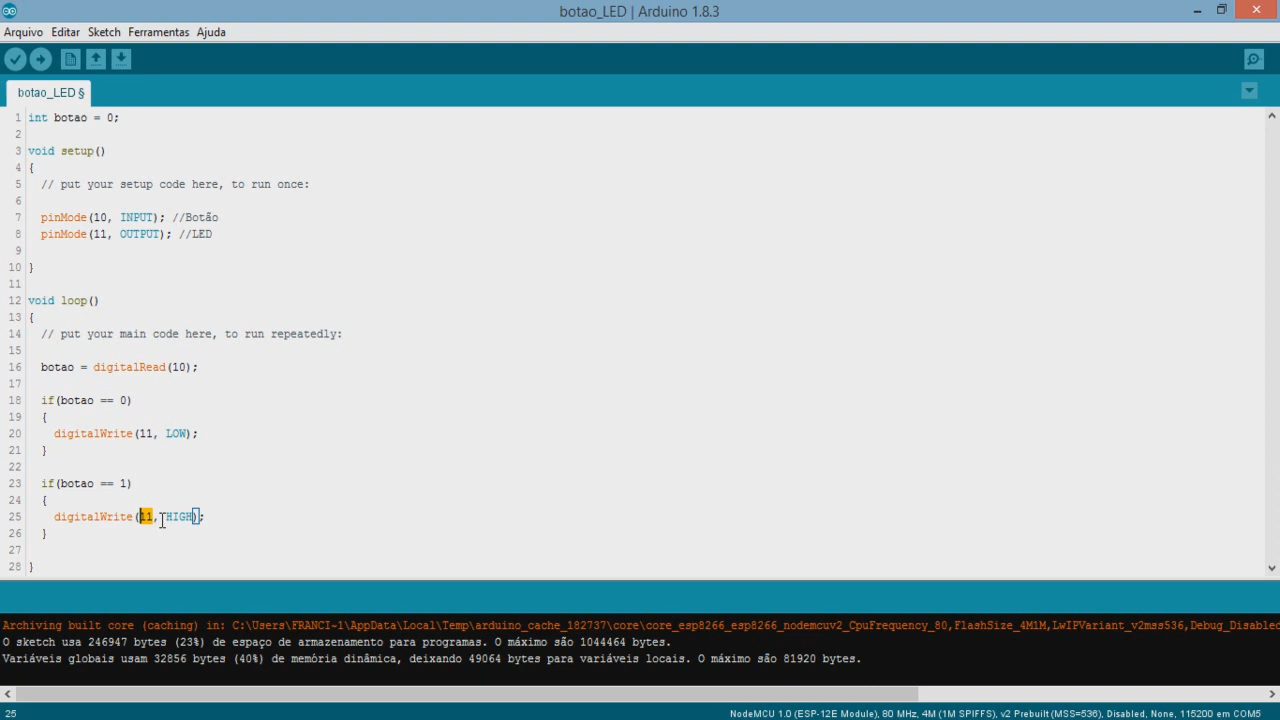 botao_LED | Arduino 1.8.3
Arquivo Editar Sketch Ferramentas Ajuda
botao_LED §
1 int botao = 0;
2
3 void setup()
4 {
5 // put your setup code here, to run once:
6
7 pinMode(10, INPUT); //Botão
8 pinMode(11, OUTPUT); //LED
9
10 }
11
12 void loop()
13 {
14 // put your main code here, to run repeatedly:
15
16 botao = digitalRead(10);
17
18 if(botao == 0)
19 {
20 digitalWrite(11, LOW);
21 }
22
23 if(botao == 1)
24 {
25 digitalWrite(11, HIGH);
26 }
27
28 }
Archiving built core (caching) in: C:\Users\FRANCI~1\AppData\Local\Temp\arduino_cache_182737\core\core_esp8266_esp8266_nodemcuv2_CpuFrequency_80,FlashSize_4M1M,LwIPVariant_v2mss536,Debug_Disabled
O sketch usa 246947 bytes (23%) de espaço de armazenamento para programas. O máximo são 1044464 bytes.
Variáveis globais usam 32856 bytes (40%) de memória dinâmica, deixando 49064 bytes para variáveis locais. O máximo são 81920 bytes.
25 NodeMCU 1.0 (ESP-12E Module), 80 MHz, 4M (1M SPIFFS), v2 Prebuilt (MSS=536), Disabled, None, 115200 em COM5